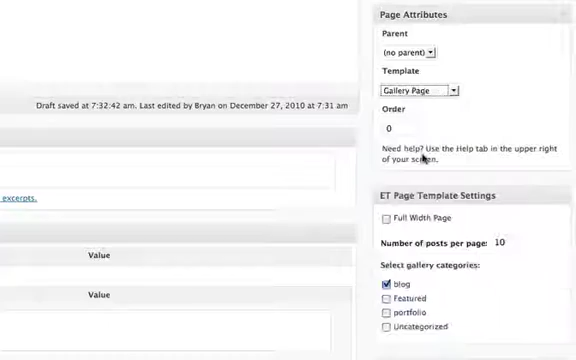 Page Attributes
Parent
(no parent)
Template
Gallery Page
Draft saved at 7:32:42 am. Last edited by Bryan on December 27, 2010 at 7:31 am
Order
0
Need help? Use the Help tab in the upper right
of your screen.
excerpts.
ET Page Template Settings
Full Width Page
Number of posts per page: 10
Value
Select gallery categories:
blog
Value
Featured
portfolio
Uncategorized